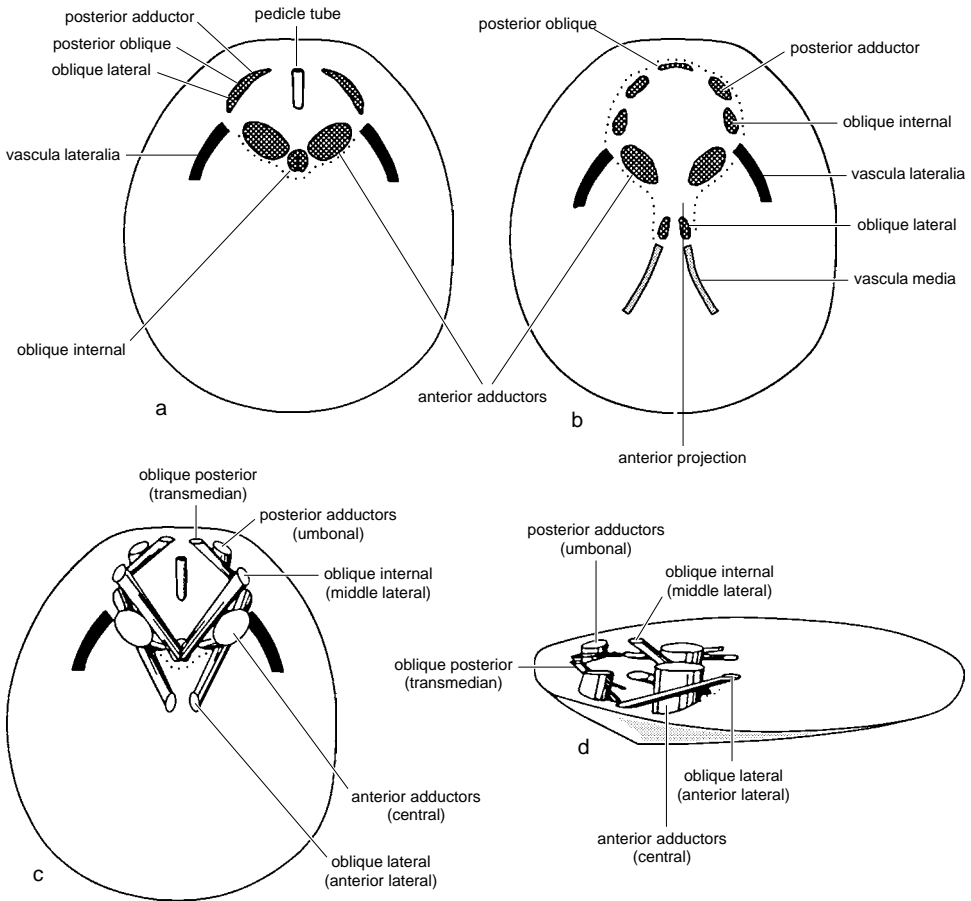 posterior adductor
posterior oblique
oblique lateral
pedicle tube
vascula lateralia
oblique internal
a
anterior adductors
posterior oblique
posterior adductor
oblique internal
vascula lateralia
oblique lateral
vascula media
b
anterior projection
oblique posterior
(transmedian)
posterior adductors
(umbonal)
oblique internal
(middle lateral)
anterior adductors
(central)
oblique lateral
(anterior lateral)
c
posterior adductors
(umbonal)
oblique internal
(middle lateral)
oblique posterior
(transmedian)
d
oblique lateral
(anterior lateral)
anterior adductors
(central)